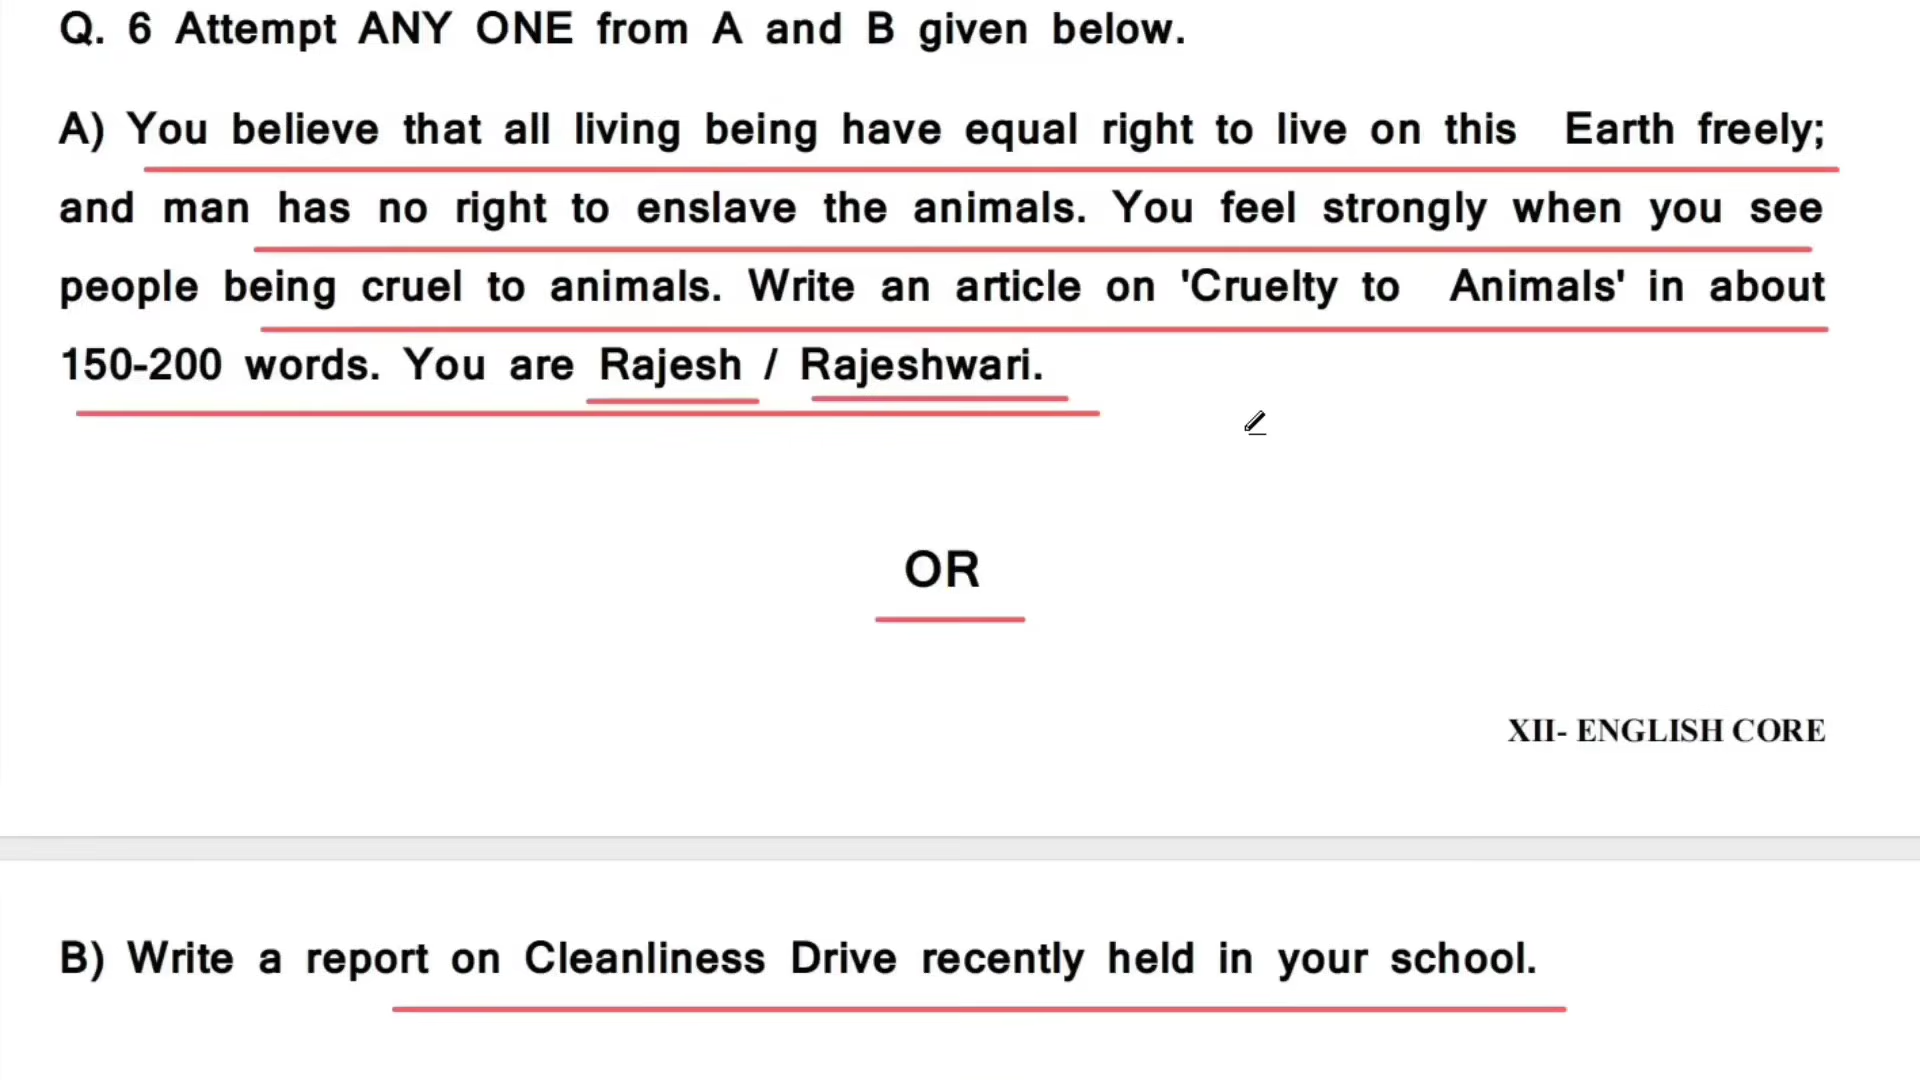 Q. 6 Attempt ANY ONE from A and B given below.
A) You believe that all living being have equal right to live on this Earth freely;
and man has no right to enslave the animals. You feel strongly when you see
people being cruel to animals. Write an article on 'Cruelty to Animals' in about
150-200 words. You are Rajesh / Rajeshwari.
OR
XII- ENGLISH CORE
B) Write a report on Cleanliness Drive recently held in your school.